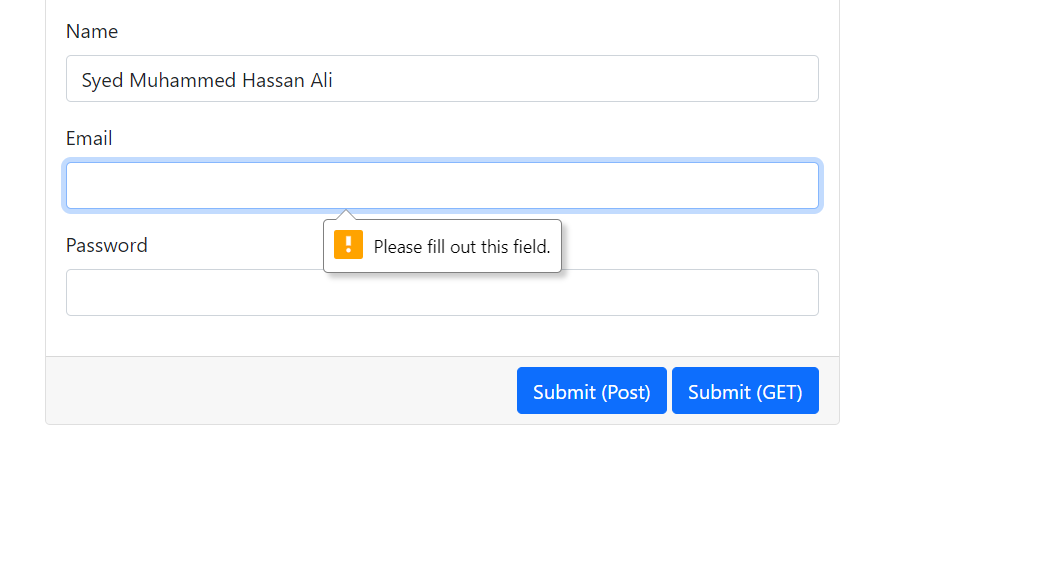 Name
Syed Muhammed Hassan Ali
Email
Please fill out this field.
Password
Submit (Post) Submit (GET)